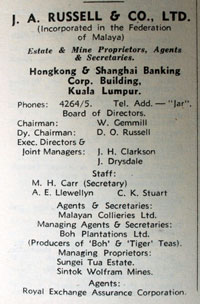 J. A. RUSSELL & CO., LTD.
(Incorporated in the Federation
of Malaya)
Estate & Mine Proprietors, Agents
& Secretaries.
Hongkong & Shanghai Banking
Corp. Building,
Kuala Lumpur.
Phones: 4264/5. Tel. Add.—"Jar".
Board of Directors.
Chairman: W. Gemmill
Dy. Chairman: D. O. Russell
Exec. Directors &
Joint Managers: J. H. Clarkson
J. Drysdale
Staff:
M. H. Carr (Secretary)
A. E. Llewellyn C. K. Stuart
Agents & Secretaries:
Malayan Collieries Ltd.
Managing Agents & Secretaries:
Boh Plantations Ltd.
(Producers of 'Boh' & 'Tiger' Teas).
Managing Proprietors:
Sungei Tua Estate.
Sintok Wolfram Mines.
Agents:
Royal Exchange Assurance Corporation.